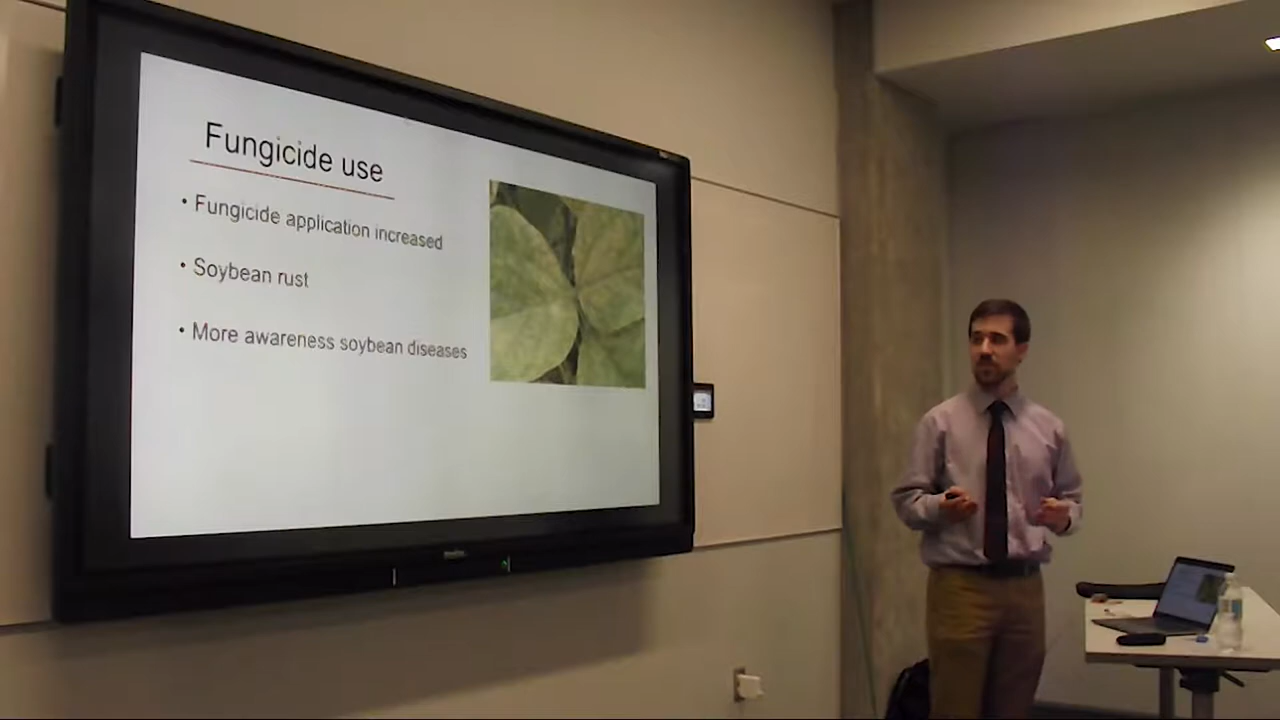 Fungicide use
• Fungicide application increased
• Soybean rust
• More awareness soybean diseases